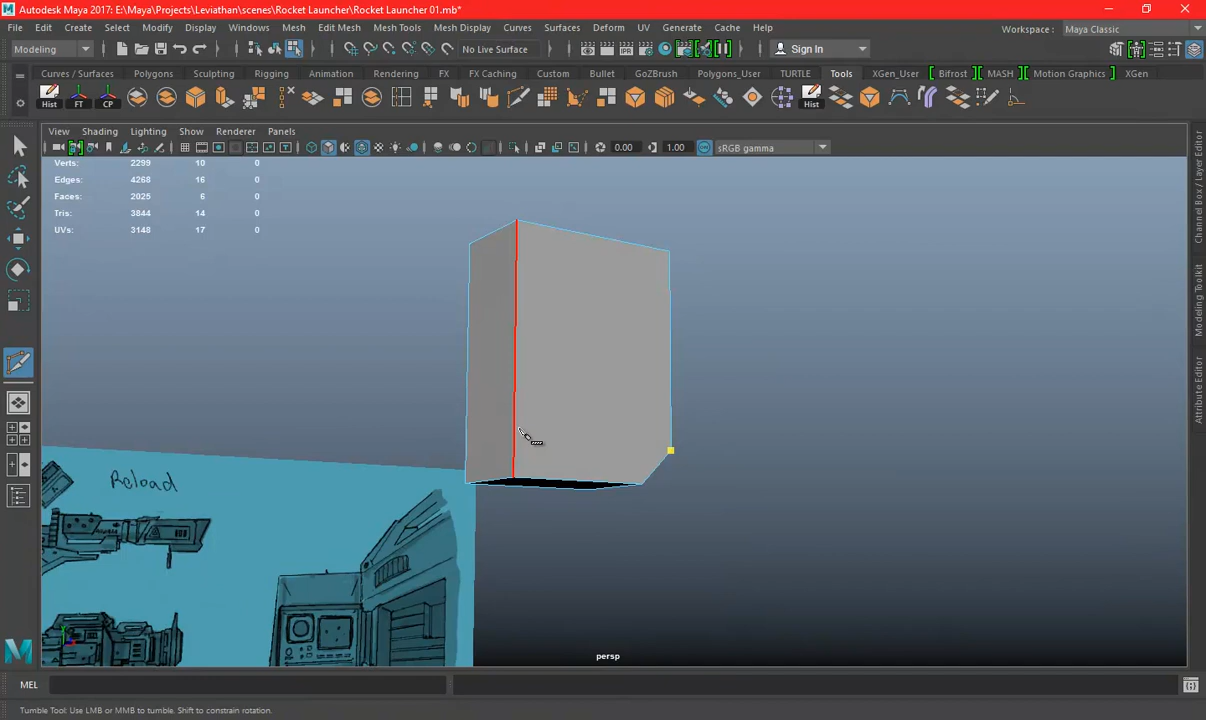 Autodesk Maya 2017: E:\Maya\Projects\Leviathan\scenes\Rocket Launcher\Rocket Launcher 01.mb*
File Edit Create Select Modify Display Windows Mesh Edit Mesh Mesh Tools Mesh Display Curves Surfaces Deform UV Generate Cache Help Workspace : Maya Classic
Modeling No Live Surface Sign In
Curves / Surfaces Polygons Sculpting Rigging Animation Rendering FX FX Caching Custom Bullet GoZBrush Polygons_User TURTLE Tools XGen_User Bifrost MASH Motion Graphics XGen
Hist FT CP Hist
View Shading Lighting Show Renderer Panels
0.00 1.00 sRGB gamma
Verts: 2299 10 0
Edges: 4268 16 0
Faces: 2025 6 0
Tris: 3844 14 0
UVs: 3148 17 0
Channel Box / Layer Editor
Modeling Toolkit
Attribute Editor
Reload
persp
MEL
Tumble Tool: Use LMB or MMB to tumble. Shift to constrain rotation.